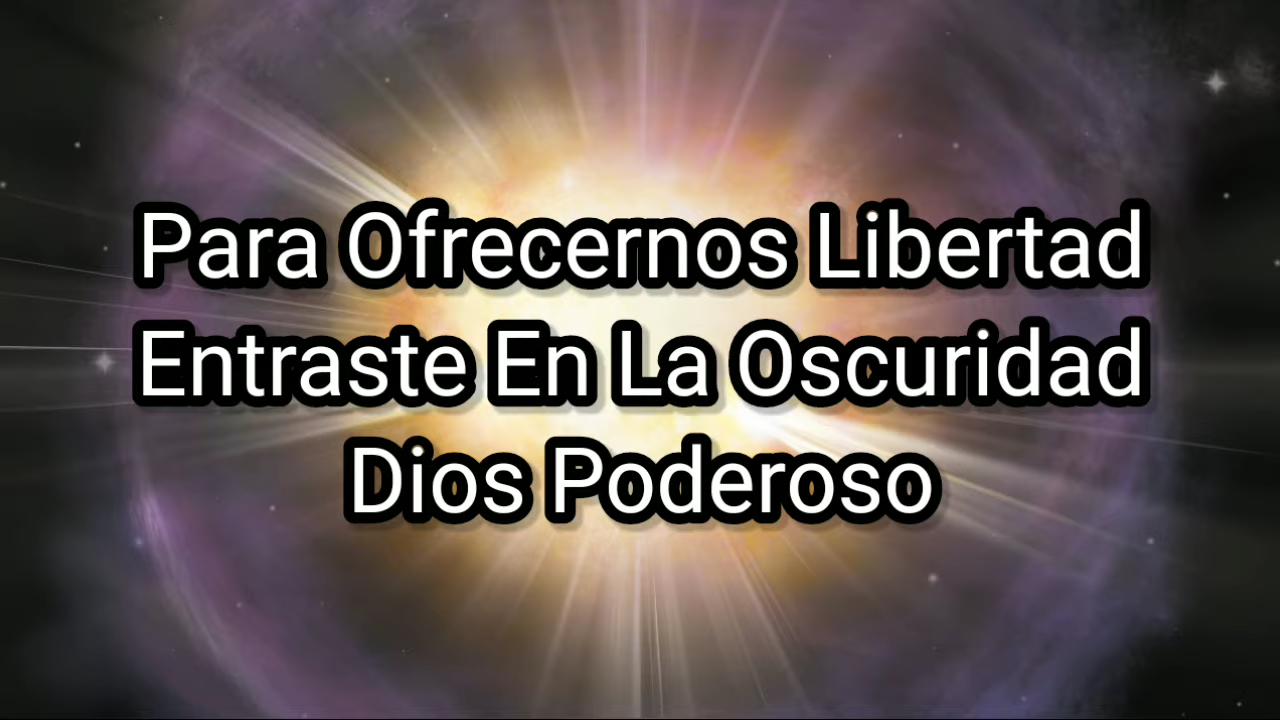 Para Ofrecernos Libertad
Entraste En La Oscuridad
Dios Poderoso